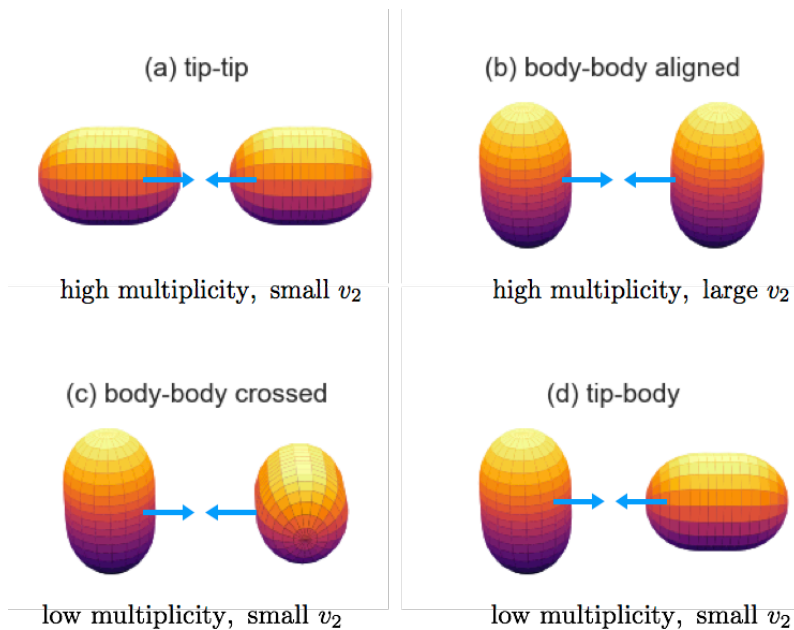 (a) tip-tip
high multiplicity, small v₂
(b) body-body aligned
high multiplicity, large v₂
(c) body-body crossed
low multiplicity, small v₂
(d) tip-body
low multiplicity, small v₂